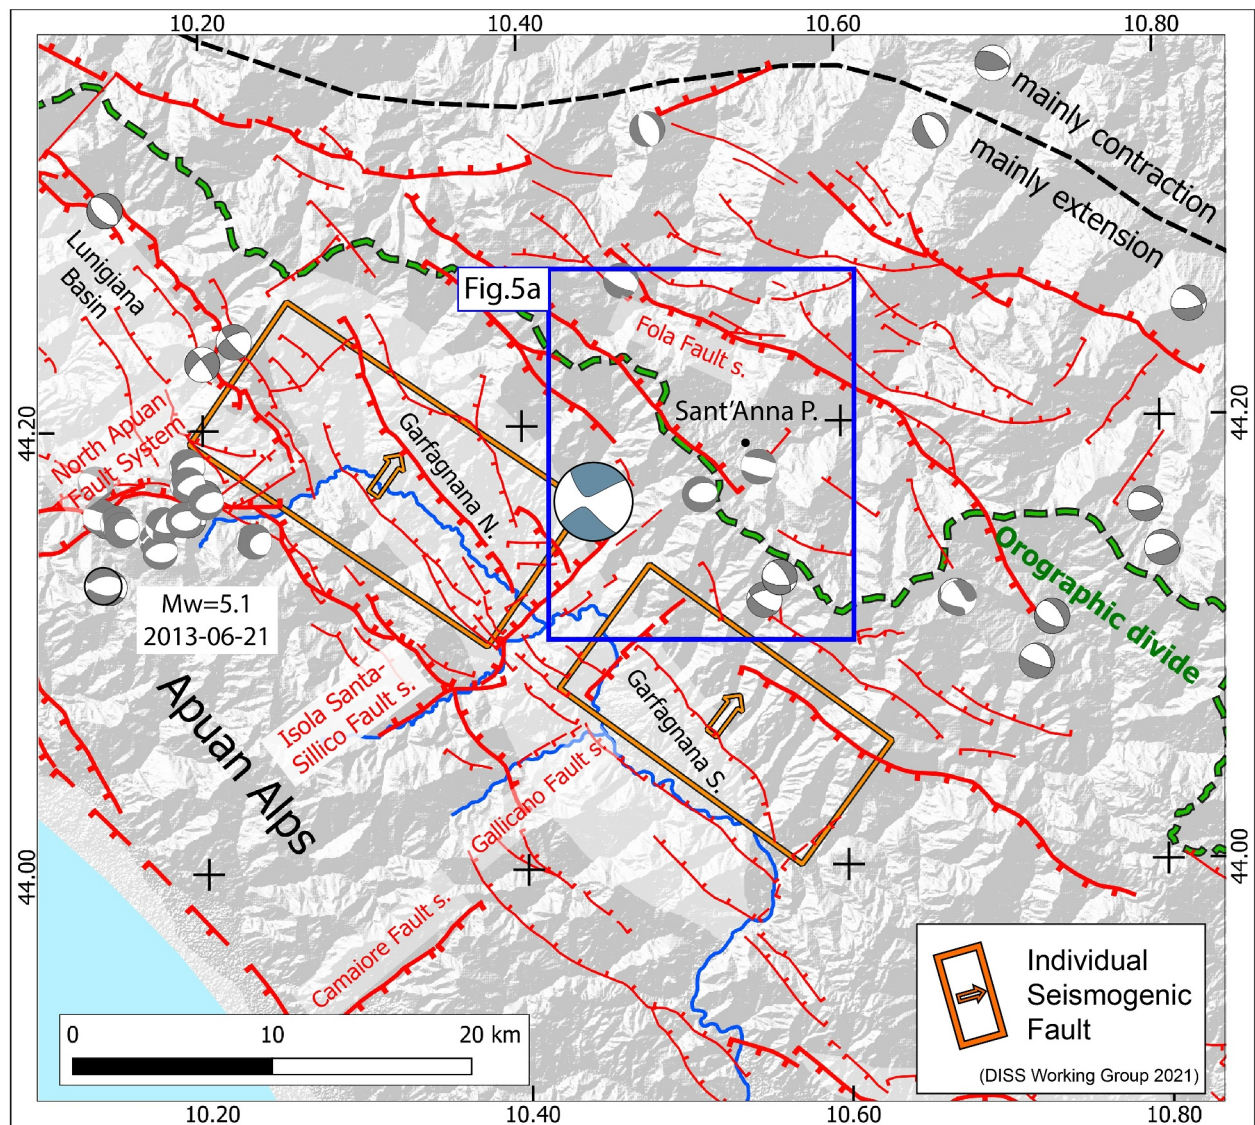 10.20
10.40
10.60
10.80
mainly contraction
mainly extension
Lunigiana
Basin
Fig.5a
Fola Fault s.
Sant'Anna P.
44.20
44.20
North Apuan
Fault System
Garfagnana N.
Orographic divide
Mw=5.1
2013-06-21
Apuan Alps
Isola Santa-
Sillico Fault s.
Garfagnana S.
Gallicano Fault s.
44.00
44.00
Camaiore Fault s.
Individual
Seismogenic
Fault
(DISS Working Group 2021)
0
10
20 km
10.20
10.40
10.60
10.80